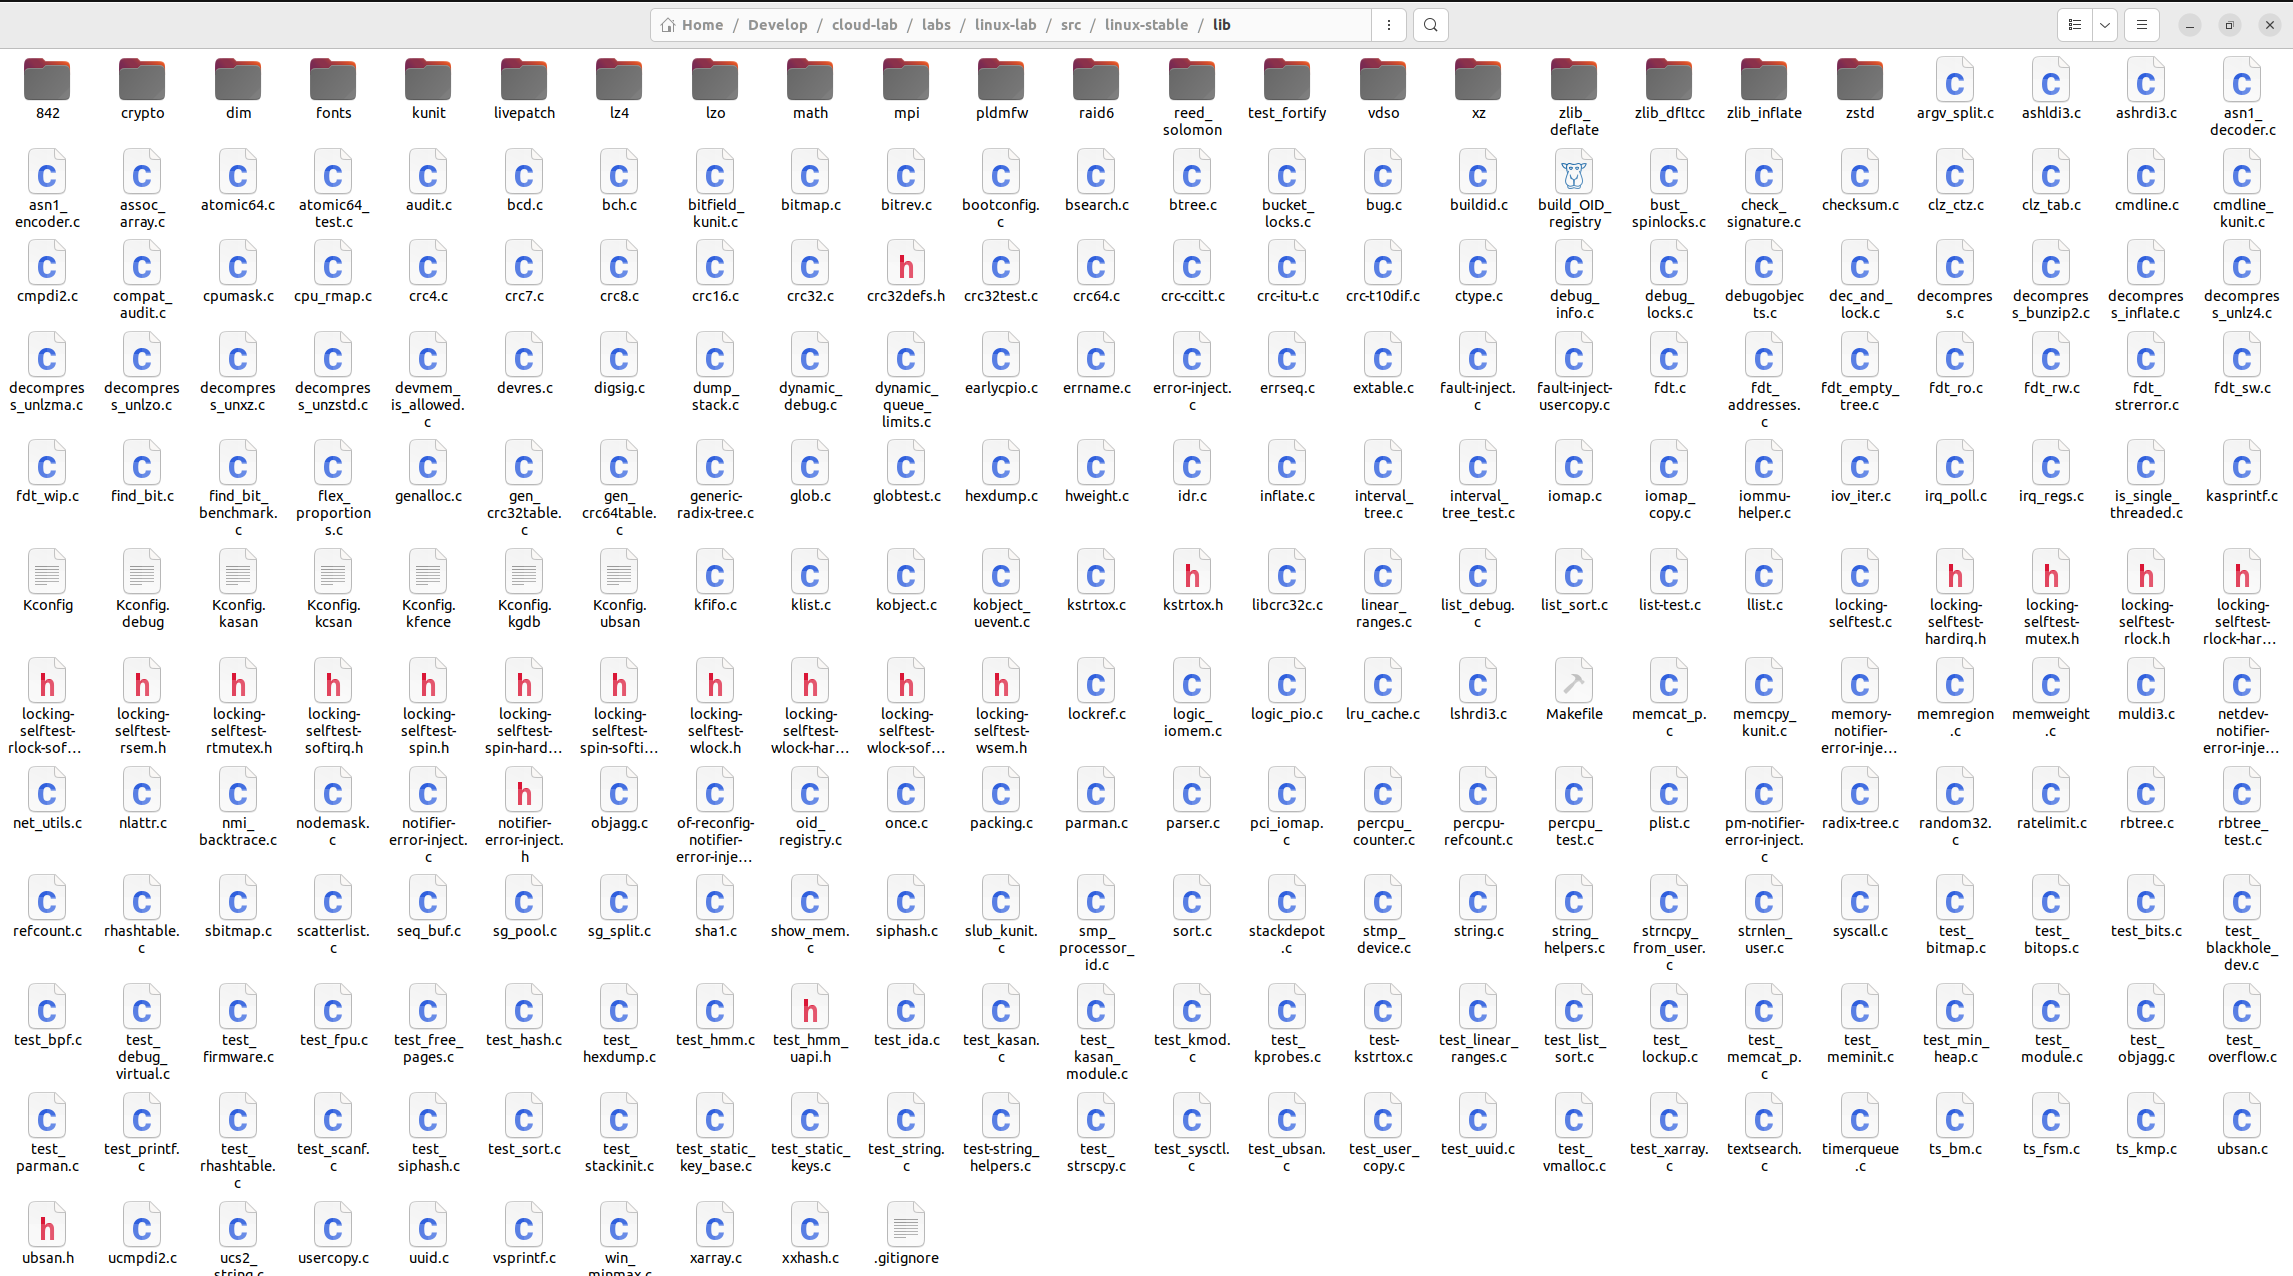 Home / Develop / cloud-lab / labs / linux-lab / src / linux-stable / lib
842 crypto dim fonts kunit livepatch lz4 lzo math mpi pldmfw raid6 reed_solomon test_fortify vdso xz zlib_deflate zlib_dfltcc zlib_inflate zstd argv_split.c ashldi3.c ashrdi3.c asn1_decoder.c
asn1_encoder.c assoc_array.c atomic64.c atomic64_test.c audit.c bcd.c bch.c bitfield_kunit.c bitmap.c bitrev.c bootconfig.c bsearch.c btree.c bucket_locks.c bug.c buildid.c build_OID_registry bust_spinlocks.c check_signature.c checksum.c clz_ctz.c clz_tab.c cmdline.c cmdline_kunit.c
cmpdi2.c compat_audit.c cpumask.c cpu_rmap.c crc4.c crc7.c crc8.c crc16.c crc32.c crc32defs.h crc32test.c crc64.c crc-ccitt.c crc-itu-t.c crc-t10dif.c ctype.c debug_info.c debug_locks.c debugobjects.c dec_and_lock.c decompress.c decompress_bunzip2.c decompress_inflate.c decompress_unlz4.c
decompress_unlzma.c decompress_unlzo.c decompress_unxz.c decompress_unzstd.c devmem_is_allowed.c devres.c digsig.c dump_stack.c dynamic_debug.c dynamic_queue_limits.c earlycpio.c errname.c error-inject.c errseq.c extable.c fault-inject.c fault-inject-usercopy.c fdt.c fdt_addresses.c fdt_empty_tree.c fdt_ro.c fdt_rw.c fdt_strerror.c fdt_sw.c
fdt_wip.c find_bit.c find_bit_benchmark.c flex_proportions.c genalloc.c gen_crc32table.c gen_crc64table.c generic-radix-tree.c glob.c globtest.c hexdump.c hweight.c idr.c inflate.c interval_tree.c interval_tree_test.c iomap.c iomap_copy.c iommu-helper.c iov_iter.c irq_poll.c irq_regs.c is_single_threaded.c kasprintf.c
Kconfig Kconfig.debug Kconfig.kasan Kconfig.kcsan Kconfig.kfence Kconfig.kgdb Kconfig.ubsan kfifo.c klist.c kobject.c kobject_uevent.c kstrtox.c kstrtox.h libcrc32c.c linear_ranges.c list_debug.c list_sort.c list-test.c llist.c locking-selftest.c locking-selftest-hardirq.h locking-selftest-mutex.h locking-selftest-rlock.h locking-selftest-rlock-har…
locking-selftest-rlock-sof… locking-selftest-rsem.h locking-selftest-rtmutex.h locking-selftest-softirq.h locking-selftest-spin.h locking-selftest-spin-hard… locking-selftest-spin-softi… locking-selftest-wlock.h locking-selftest-wlock-har… locking-selftest-wlock-sof… locking-selftest-wsem.h lockref.c logic_iomem.c logic_pio.c lru_cache.c lshrdi3.c Makefile memcat_p.c memcpy_kunit.c memory-notifier-error-inje… memregion.c memweight.c muldi3.c netdev-notifier-error-inje…
net_utils.c nlattr.c nmi_backtrace.c nodemask.c notifier-error-inject.c notifier-error-inject.h objagg.c of-reconfig-notifier-error-inje… oid_registry.c once.c packing.c parman.c parser.c pci_iomap.c percpu_counter.c percpu-refcount.c percpu_test.c plist.c pm-notifier-error-inject.c radix-tree.c random32.c ratelimit.c rbtree.c rbtree_test.c
refcount.c rhashtable.c sbitmap.c scatterlist.c seq_buf.c sg_pool.c sg_split.c sha1.c show_mem.c siphash.c slub_kunit.c smp_processor_id.c sort.c stackdepot.c stmp_device.c string.c string_helpers.c strncpy_from_user.c strnlen_user.c syscall.c test_bitmap.c test_bitops.c test_bits.c test_blackhole_dev.c
test_bpf.c test_debug_virtual.c test_firmware.c test_fpu.c test_free_pages.c test_hash.c test_hexdump.c test_hmm.c test_hmm_uapi.h test_ida.c test_kasan.c test_kasan_module.c test_kmod.c test_kprobes.c test-kstrtox.c test_linear_ranges.c test_list_sort.c test_lockup.c test_memcat_p.c test_meminit.c test_min_heap.c test_module.c test_objagg.c test_overflow.c
test_parman.c test_printf.c test_rhashtable.c test_scanf.c test_siphash.c test_sort.c test_stackinit.c test_static_key_base.c test_static_keys.c test_string.c test-string_helpers.c test_strscpy.c test_sysctl.c test_ubsan.c test_user_copy.c test_uuid.c test_vmalloc.c test_xarray.c textsearch.c timerqueue.c ts_bm.c ts_fsm.c ts_kmp.c ubsan.c
ubsan.h ucmpdi2.c ucs2_string.c usercopy.c uuid.c vsprintf.c win_minmax.c xarray.c xxhash.c .gitignore